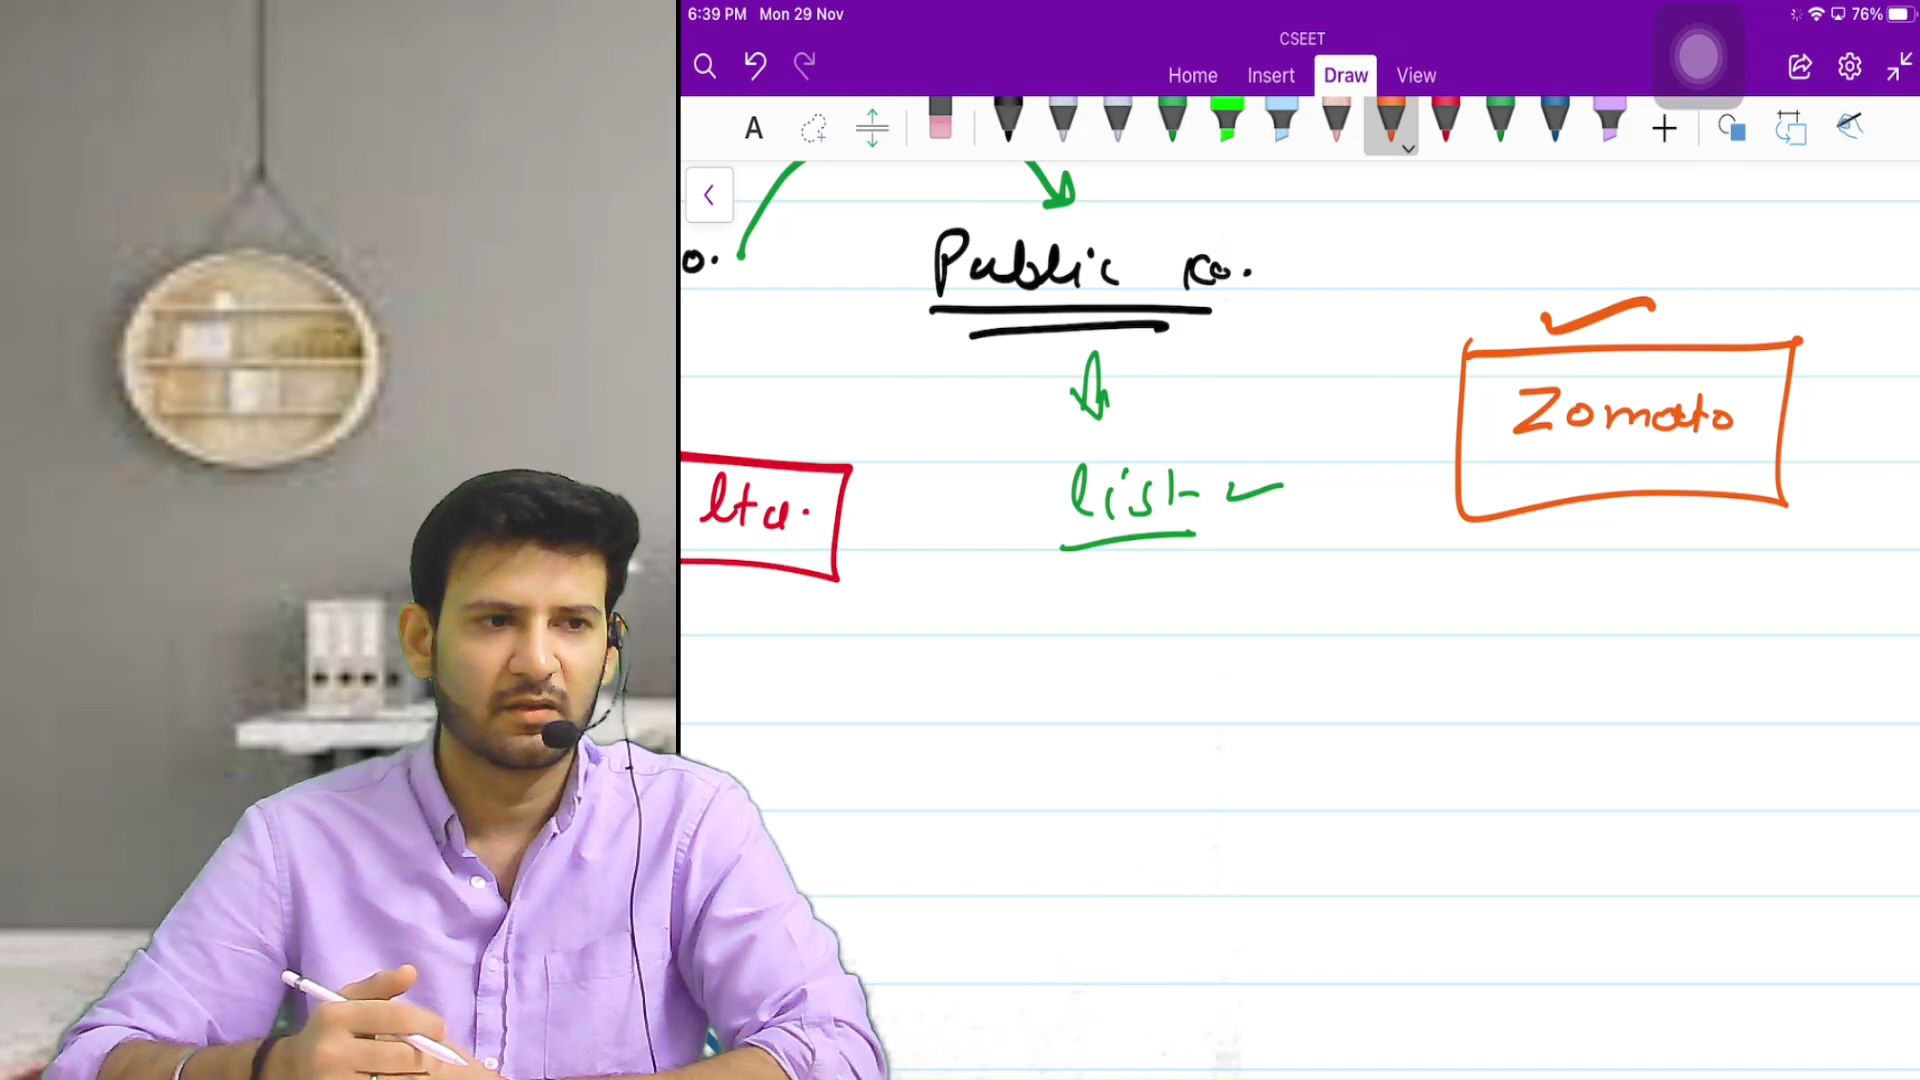 6:39 PM Mon 29 Nov
76%
CSEET
Home Insert Draw View
A
o.
Public co.
Zomato
ltd.
list